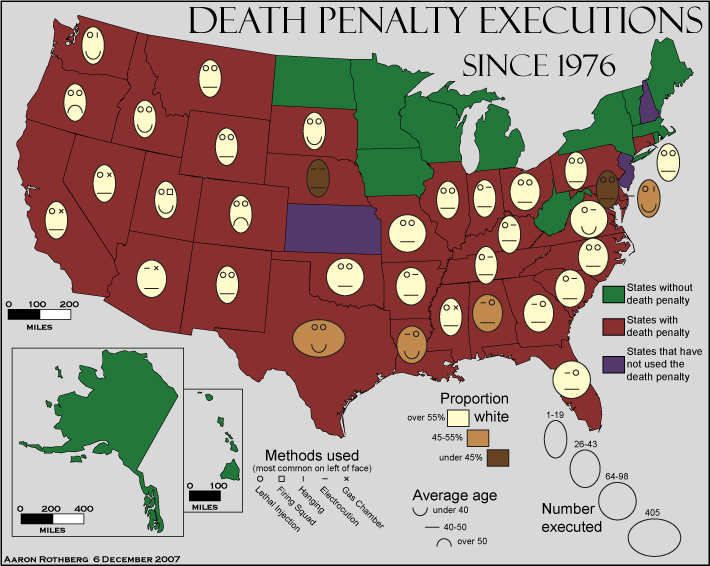 DEATH PENALTY EXECUTIONS
SINCE 1976
0 100 200
MILES
States without
death penalty
States with
death penalty
States that have
not used the
death penalty
Proportion
white
over 55%
45-55%
under 45%
Methods used
(most common on left of face)
Lethal Injection
Firing Squad
Hanging
Electrocution
Gas Chamber
Average age
under 40
40-50
over 50
1-19
26-43
64-98
405
Number
executed
0 100
MILES
0 200 400
MILES
Aaron Rothberg 6 December 2007